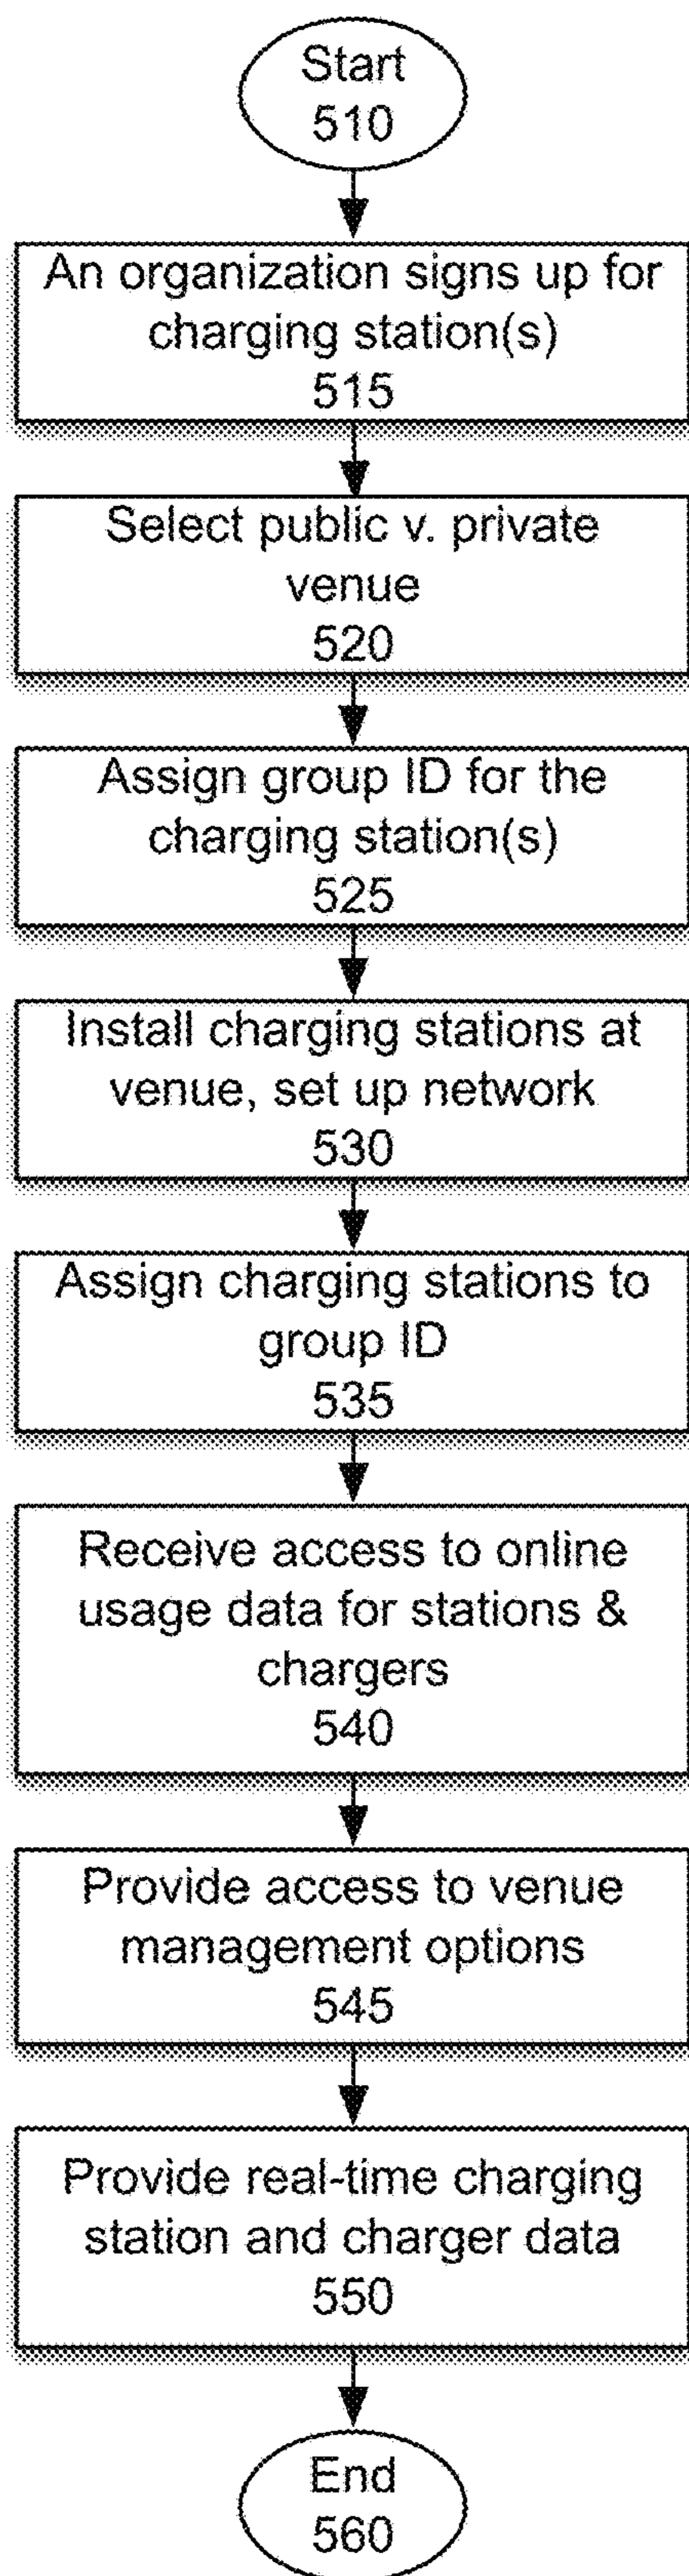 Start
510
An organization signs up for
charging station(s)
515
Select public v. private
venue
520
Assign group ID for the
charging station(s)
525
Install charging stations at
venue, set up network
530
Assign charging stations to
group ID
535
Receive access to online
usage data for stations &
chargers
540
Provide access to venue
management options
545
Provide real-time charging
station and charger data
550
End
560